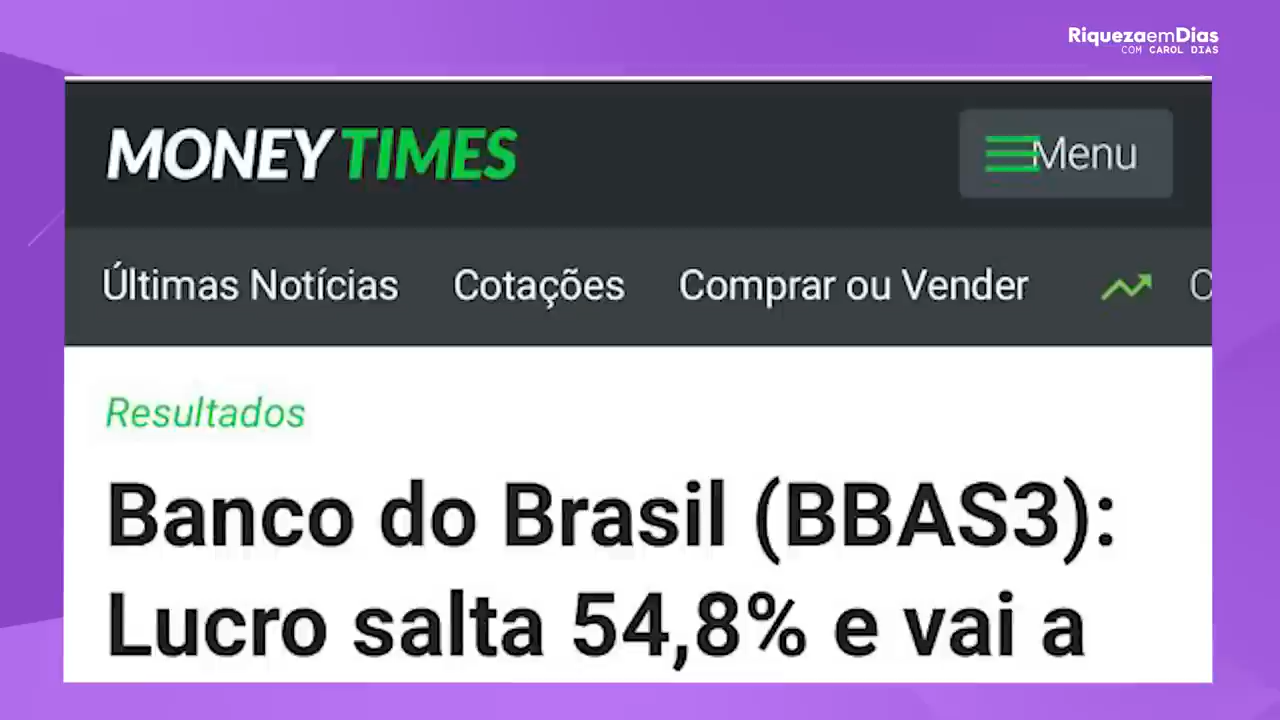 RiquezaemDias
COM CAROL DIAS
MONEY TIMES
Menu
Últimas Notícias Cotações Comprar ou Vender
Resultados
Banco do Brasil (BBAS3):
Lucro salta 54,8% e vai a